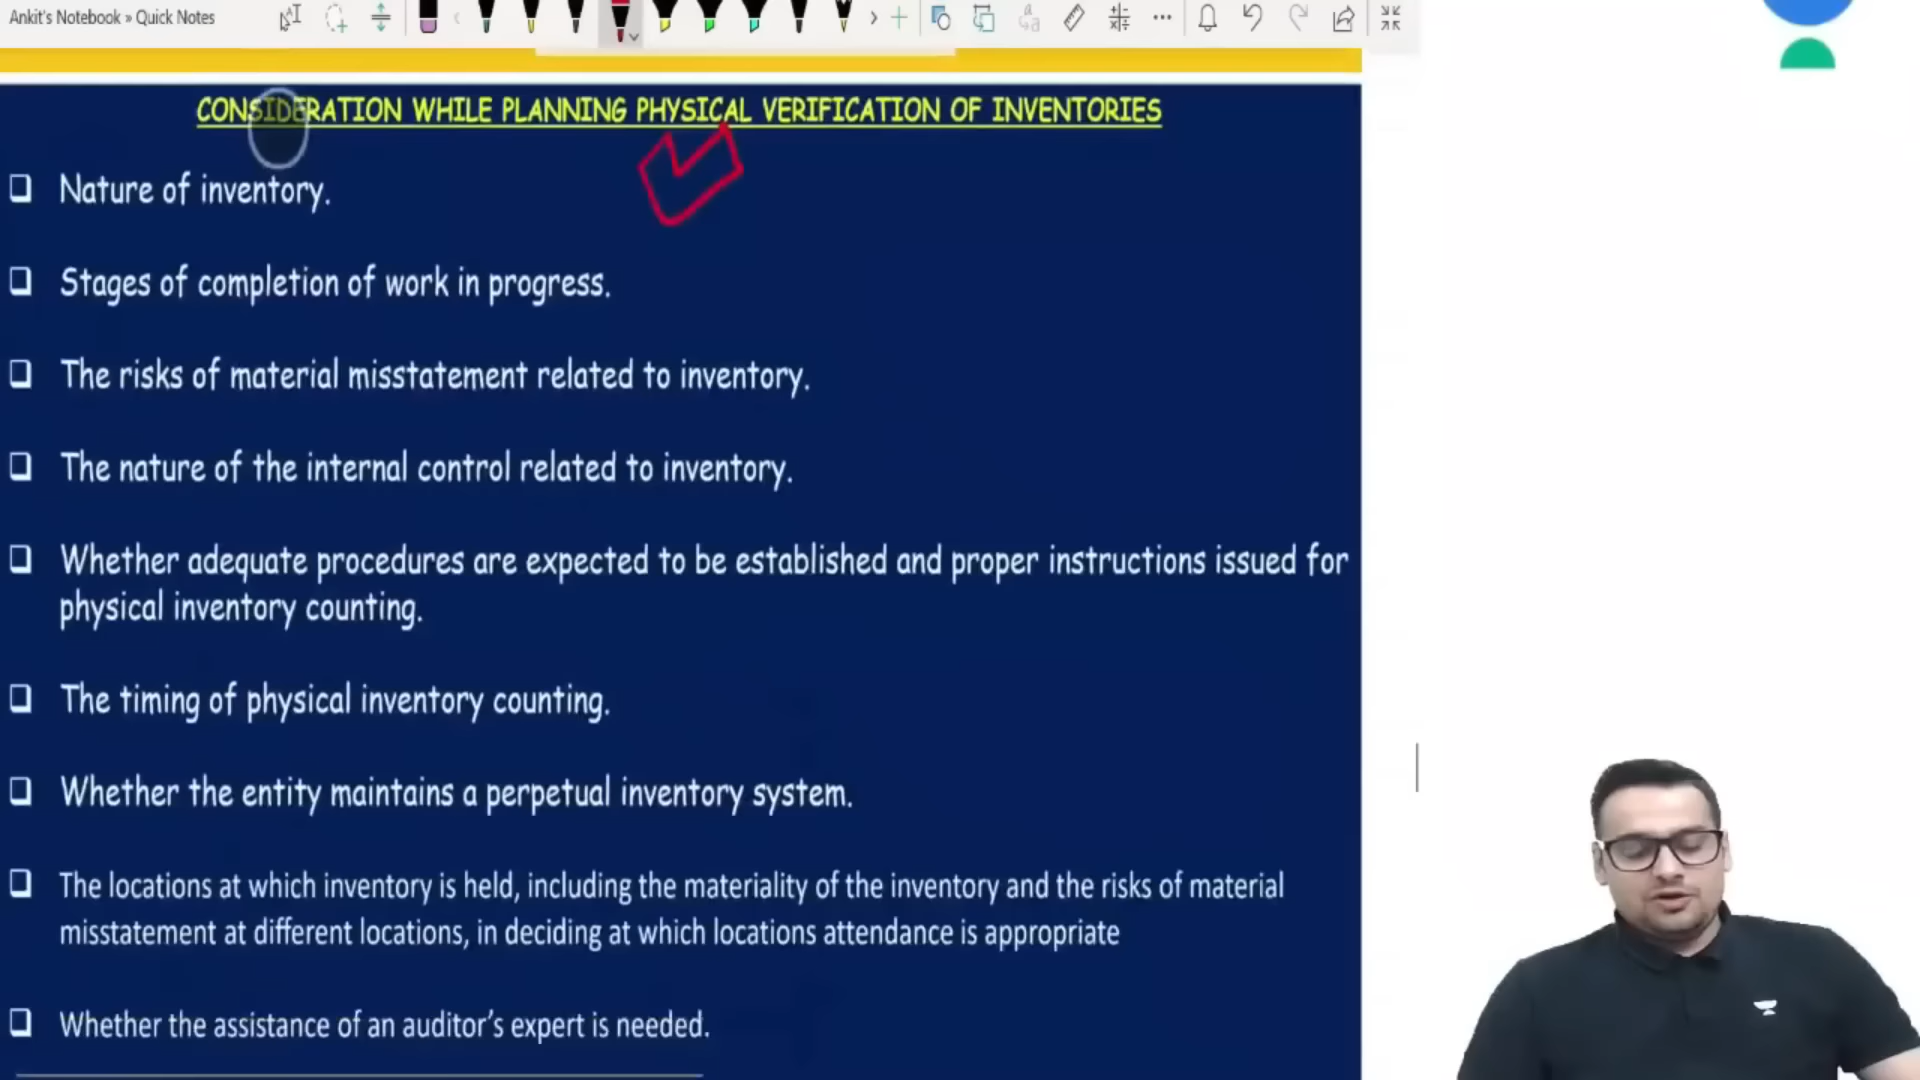 Ankit's Notebook » Quick Notes
CONSIDERATION WHILE PLANNING PHYSICAL VERIFICATION OF INVENTORIES
❑ Nature of inventory.
❑ Stages of completion of work in progress.
❑ The risks of material misstatement related to inventory.
❑ The nature of the internal control related to inventory.
❑ Whether adequate procedures are expected to be established and proper instructions issued for
physical inventory counting.
❑ The timing of physical inventory counting.
❑ Whether the entity maintains a perpetual inventory system.
❑ The locations at which inventory is held, including the materiality of the inventory and the risks of material
misstatement at different locations, in deciding at which locations attendance is appropriate
❑ Whether the assistance of an auditor's expert is needed.